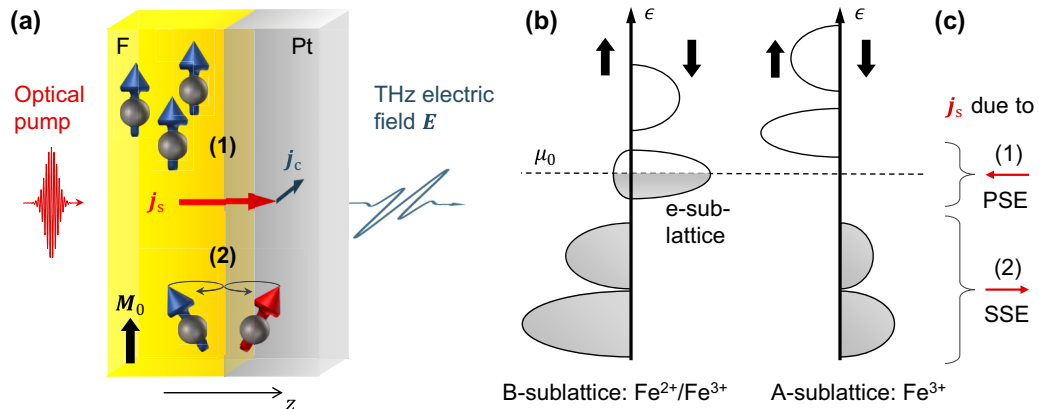 (a)
F
Pt
Optical
pump
(1)
j_c
j_s
THz electric
field E
(2)
M_0
z
(b)
ϵ
ϵ
μ_0
e-sub-
lattice
B-sublattice: Fe²⁺/Fe³⁺
A-sublattice: Fe³⁺
(c)
j_s due to
(1)
PSE
(2)
SSE